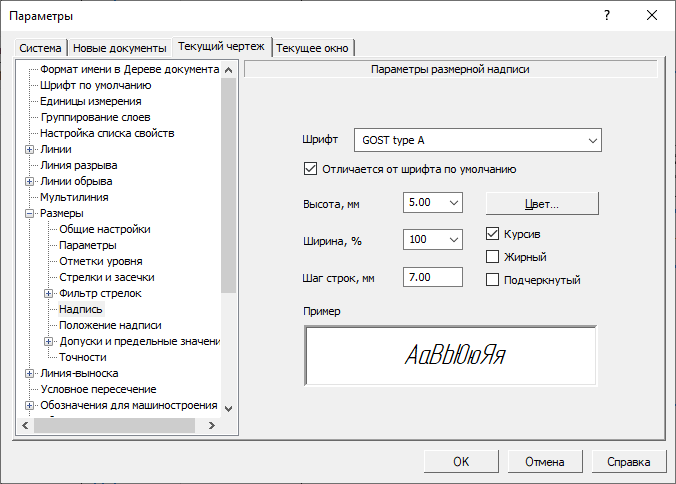 Параметры
Система
Новые документы
Текущий чертеж
Текущее окно
Формат имени в Дереве документа
Шрифт по умолчанию
Единицы измерения
Группирование слоев
Настройка списка свойств
Линии
Линия разрыва
Линии обрыва
Мультилиния
Размеры
Общие настройки
Параметры
Отметки уровня
Стрелки и засечки
Фильтр стрелок
Надпись
Положение надписи
Допуски и предельные значени
Точности
Линия-выноска
Условное пересечение
Обозначения для машиностроения
Параметры размерной надписи
Шрифт GOST type A
Отличается от шрифта по умолчанию
Высота, мм 5.00 Цвет...
Ширина, % 100 Курсив
Жирный
Шаг строк, мм 7.00 Подчеркнутый
Пример
АаВЬЮюЯя
OK Отмена Справка